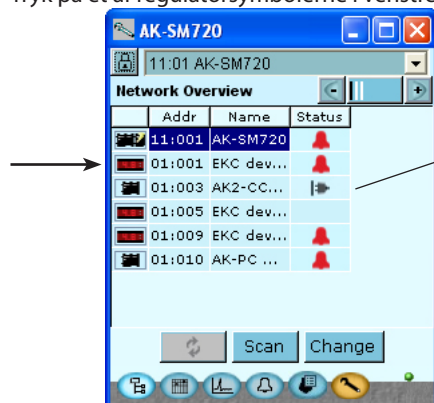 Tryk på et af regulatorsymbolerne i venstre
AK-SM720
11:01 AK-SM720
Network Overview
Addr Name Status
11:001 AK-SM720
01:001 EKC dev...
01:003 AK2-CC...
01:005 EKC dev...
01:009 EKC dev...
01:010 AK-PC ...
Scan Change